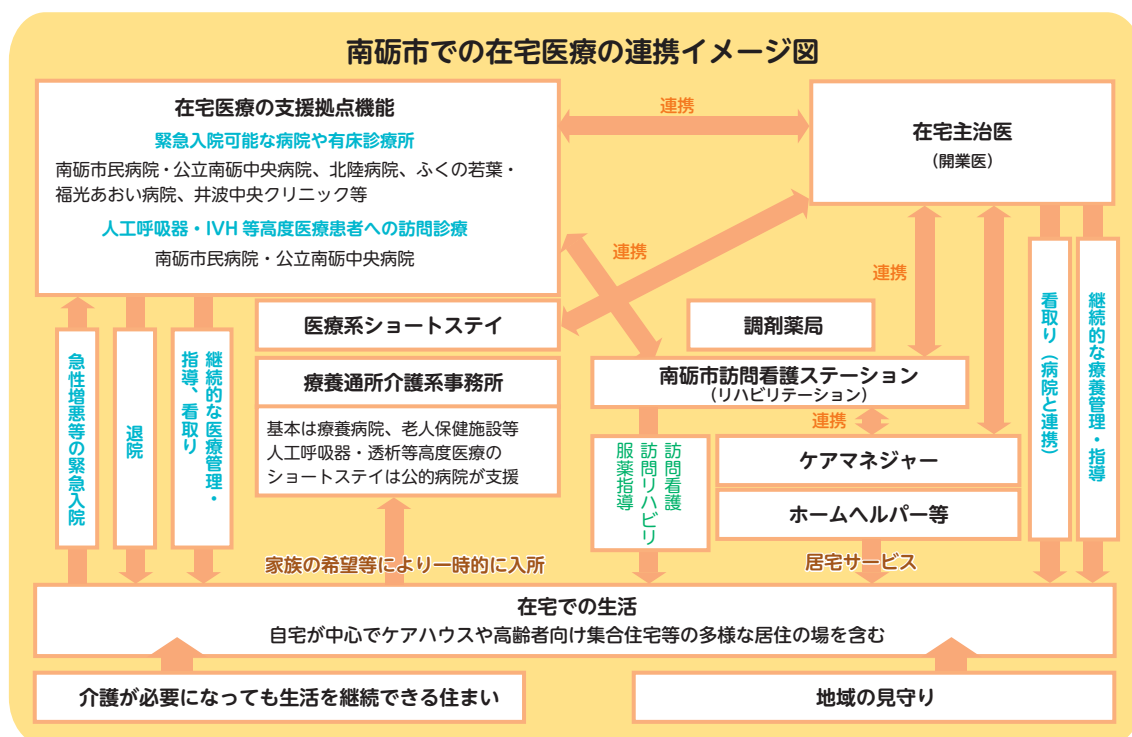 南砺市での在宅医療の連携イメージ図
在宅医療の支援拠点機能
緊急入院可能な病院や有床診療所
南砺市民病院・公立南砺中央病院、北陸病院、ふくの若葉・
福光あおい病院、井波中央クリニック等
人工呼吸器・IVH 等高度医療患者への訪問診療
南砺市民病院・公立南砺中央病院
連携
在宅主治医
(開業医)
連携
連携
医療系ショートステイ
調剤薬局
療養通所介護系事務所
基本は療養病院、老人保健施設等
人工呼吸器・透析等高度医療の
ショートステイは公的病院が支援
南砺市訪問看護ステーション
(リハビリテーション)
連携
ケアマネジャー
ホームヘルパー等
急性増悪等の緊急入院
退院
継続的な医療管理・
指導、看取り
訪問看護
訪問リハビリ
服薬指導
看取り（病院と連携）
継続的な療養管理・指導
家族の希望等により一時的に入所
居宅サービス
在宅での生活
自宅が中心でケアハウスや高齢者向け集合住宅等の多様な居住の場を含む
介護が必要になっても生活を継続できる住まい
地域の見守り